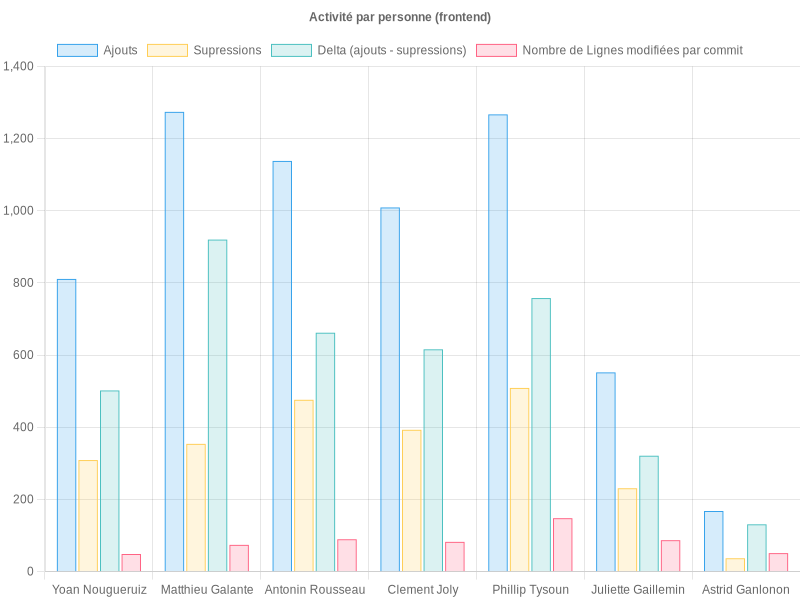 Activité par personne (frontend)
Ajouts Supressions Delta (ajouts - supressions) Nombre de Lignes modifiées par commit
1,400
1,200
1,000
800
600
400
200
0
Yoan Nougueruiz Matthieu Galante Antonin Rousseau Clement Joly Phillip Tysoun Juliette Gaillemin Astrid Ganlonon